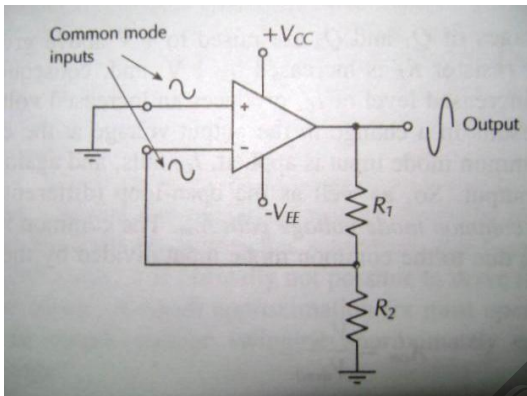 Common mode
inputs
+VCC
+
-
Output
-VEE
R1
R2